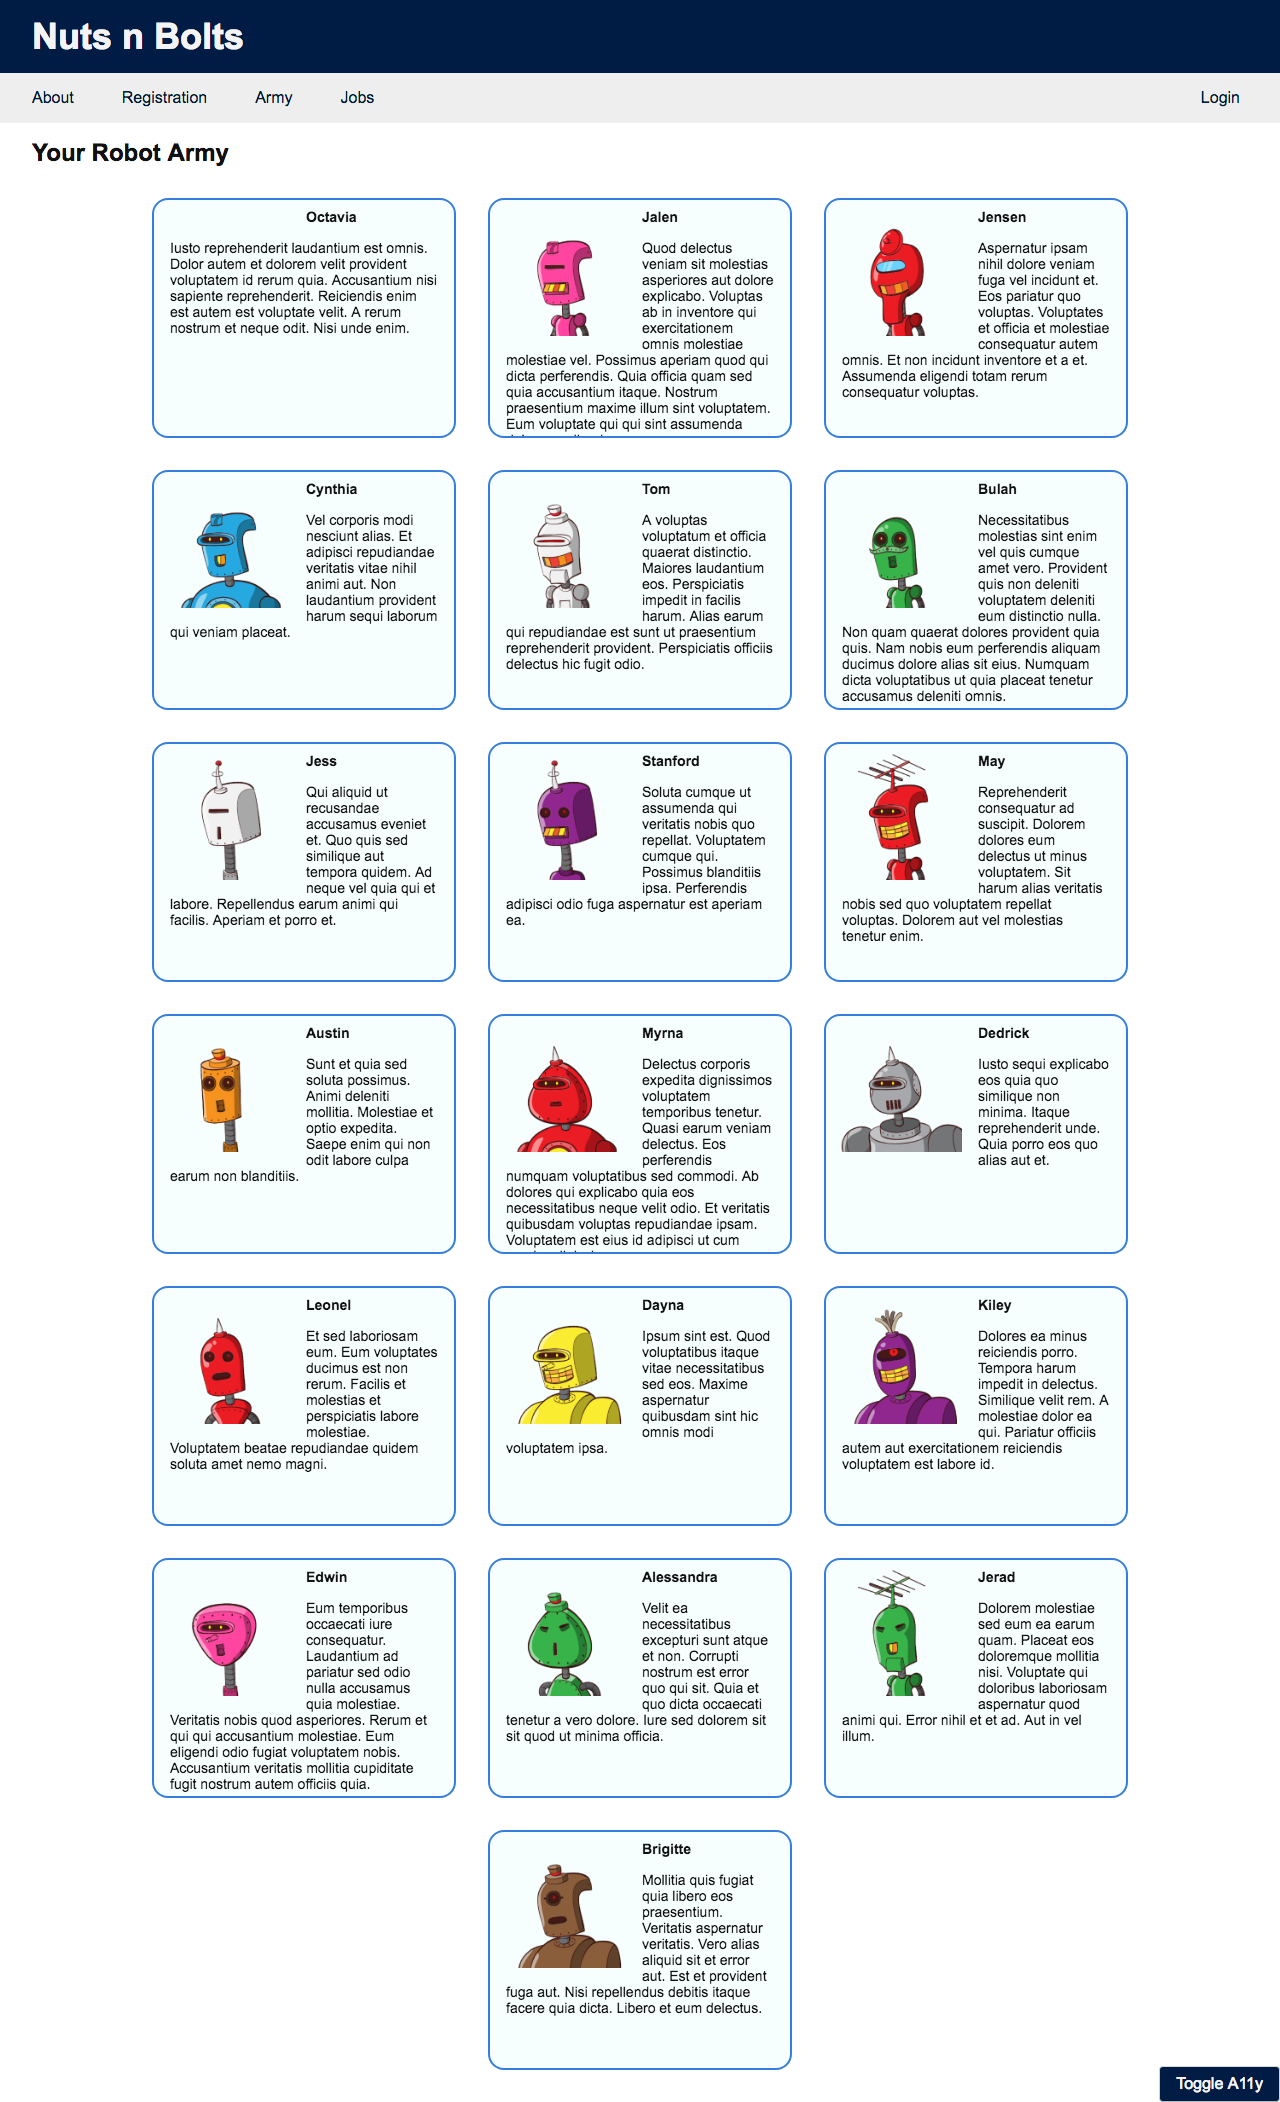 Nuts n Bolts
About Registration Army Jobs Login
Your Robot Army
Octavia
Iusto reprehenderit laudantium est omnis.
Dolor autem et dolorem velit provident
voluptatem id rerum quia. Accusantium nisi
sapiente reprehenderit. Reiciendis enim
est autem est voluptate velit. A rerum
nostrum et neque odit. Nisi unde enim.
Jalen
Quod delectus
veniam sit molestias
asperiores aut dolore
explicabo. Voluptas
ab in inventore qui
exercitationem
omnis molestiae
molestiae vel. Possimus aperiam quod qui
dicta perferendis. Quia officia quam sed
quia accusantium itaque. Nostrum
praesentium maxime illum sint voluptatem.
Eum voluptate qui qui sint assumenda
Jensen
Aspernatur ipsam
nihil dolore veniam
fuga vel incidunt et.
Eos pariatur quo
voluptas. Voluptates
et officia et molestiae
consequatur autem
omnis. Et non incidunt inventore et a et.
Assumenda eligendi totam rerum
consequatur voluptas.
Cynthia
Vel corporis modi
nesciunt alias. Et
adipisci repudiandae
veritatis vitae nihil
animi aut. Non
laudantium provident
harum sequi laborum
qui veniam placeat.
Tom
A voluptas
voluptatum et officia
quaerat distinctio.
Maiores laudantium
eos. Perspiciatis
impedit in facilis
harum. Alias earum
qui repudiandae est sunt ut praesentium
reprehenderit provident. Perspiciatis officiis
delectus hic fugit odio.
Bulah
Necessitatibus
molestias sint enim
vel quis cumque
amet vero. Provident
quis non deleniti
voluptatem deleniti
eum distinctio nulla.
Non quam quaerat dolores provident quia
quis. Nam nobis eum perferendis aliquam
ducimus dolore alias sit eius. Numquam
dicta voluptatibus ut quia placeat tenetur
accusamus deleniti omnis.
Jess
Qui aliquid ut
recusandae
accusamus eveniet
et. Quo quis sed
similique aut
tempora quidem. Ad
neque vel quia qui et
labore. Repellendus earum animi qui
facilis. Aperiam et porro et.
Stanford
Soluta cumque ut
assumenda qui
veritatis nobis quo
repellat. Voluptatem
cumque qui.
Possimus blanditiis
ipsa. Perferendis
adipisci odio fuga aspernatur est aperiam
ea.
May
Reprehenderit
consequatur ad
suscipit. Dolorem
dolores eum
delectus ut minus
voluptatem. Sit
harum alias veritatis
nobis sed quo voluptatem repellat
voluptas. Dolorem aut vel molestias
tenetur enim.
Austin
Sunt et quia sed
soluta possimus.
Animi deleniti
mollitia. Molestiae et
optio expedita.
Saepe enim qui non
odit labore culpa
earum non blanditiis.
Myrna
Delectus corporis
expedita dignissimos
voluptatem
temporibus tenetur.
Quasi earum veniam
delectus. Eos
perferendis
numquam voluptatibus sed commodi. Ab
dolores qui explicabo quia eos
necessitatibus neque velit odio. Et veritatis
quibusdam voluptas repudiandae ipsam.
Voluptatem est eius id adipisci ut cum
Dedrick
Iusto sequi explicabo
eos quia quo
similique non
minima. Itaque
reprehenderit unde.
Quia porro eos quo
alias aut et.
Leonel
Et sed laboriosam
eum. Eum voluptates
ducimus est non
rerum. Facilis et
molestias et
perspiciatis labore
molestiae.
Voluptatem beatae repudiandae quidem
soluta amet nemo magni.
Dayna
Ipsum sint est. Quod
voluptatibus itaque
vitae necessitatibus
sed eos. Maxime
aspernatur
quibusdam sint hic
omnis modi
voluptatem ipsa.
Kiley
Dolores ea minus
reiciendis porro.
Tempora harum
impedit in delectus.
Similique velit rem. A
molestiae dolor ea
qui. Pariatur officiis
autem aut exercitationem reiciendis
voluptatem est labore id.
Edwin
Eum temporibus
occaecati iure
consequatur.
Laudantium ad
pariatur sed odio
nulla accusamus
quia molestiae.
Veritatis nobis quod asperiores. Rerum et
qui qui accusantium molestiae. Eum
eligendi odio fugiat voluptatem nobis.
Accusantium veritatis mollitia cupiditate
fugit nostrum autem officiis quia.
Alessandra
Velit ea
necessitatibus
excepturi sunt atque
et non. Corrupti
nostrum est error
quo qui sit. Quia et
quo dicta occaecati
tenetur a vero dolore. Iure sed dolorem sit
sit quod ut minima officia.
Jerad
Dolorem molestiae
sed eum ea earum
quam. Placeat eos
doloremque mollitia
nisi. Voluptate qui
doloribus laboriosam
aspernatur quod
animi qui. Error nihil et et ad. Aut in vel
illum.
Brigitte
Mollitia quis fugiat
quia libero eos
praesentium.
Veritatis aspernatur
veritatis. Vero alias
aliquid sit et error
aut. Est et provident
fuga aut. Nisi repellendus debitis itaque
facere quia dicta. Libero et eum delectus.
Toggle A11y